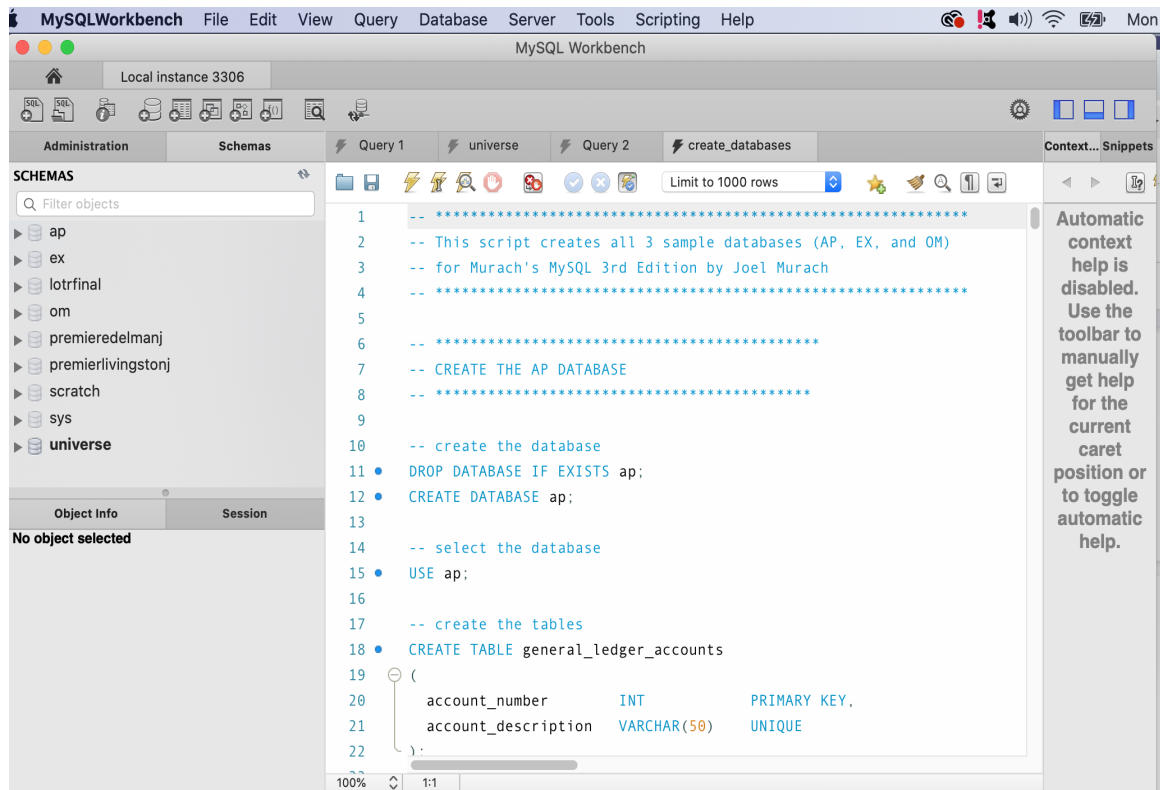 MySQLWorkbench File Edit View Query Database Server Tools Scripting Help Mon
MySQL Workbench
Local instance 3306
Administration Schemas Query 1 universe Query 2 create_databases Context... Snippets
SCHEMAS
Limit to 1000 rows
Filter objects
ap
ex
lotrfinal
om
premieredelmanj
premierlivingstonj
scratch
sys
universe
Object Info Session
No object selected
1 -- *************************************************************
2 -- This script creates all 3 sample databases (AP, EX, and OM)
3 -- for Murach's MySQL 3rd Edition by Joel Murach
4 -- *************************************************************
5
6 -- ********************************************
7 -- CREATE THE AP DATABASE
8 -- *******************************************
9
10 -- create the database
11 DROP DATABASE IF EXISTS ap;
12 CREATE DATABASE ap;
13
14 -- select the database
15 USE ap;
16
17 -- create the tables
18 CREATE TABLE general_ledger_accounts
19 (
20 account_number INT PRIMARY KEY,
21 account_description VARCHAR(50) UNIQUE
22 );
100% 1:1
Automatic
context
help is
disabled.
Use the
toolbar to
manually
get help
for the
current
caret
position or
to toggle
automatic
help.